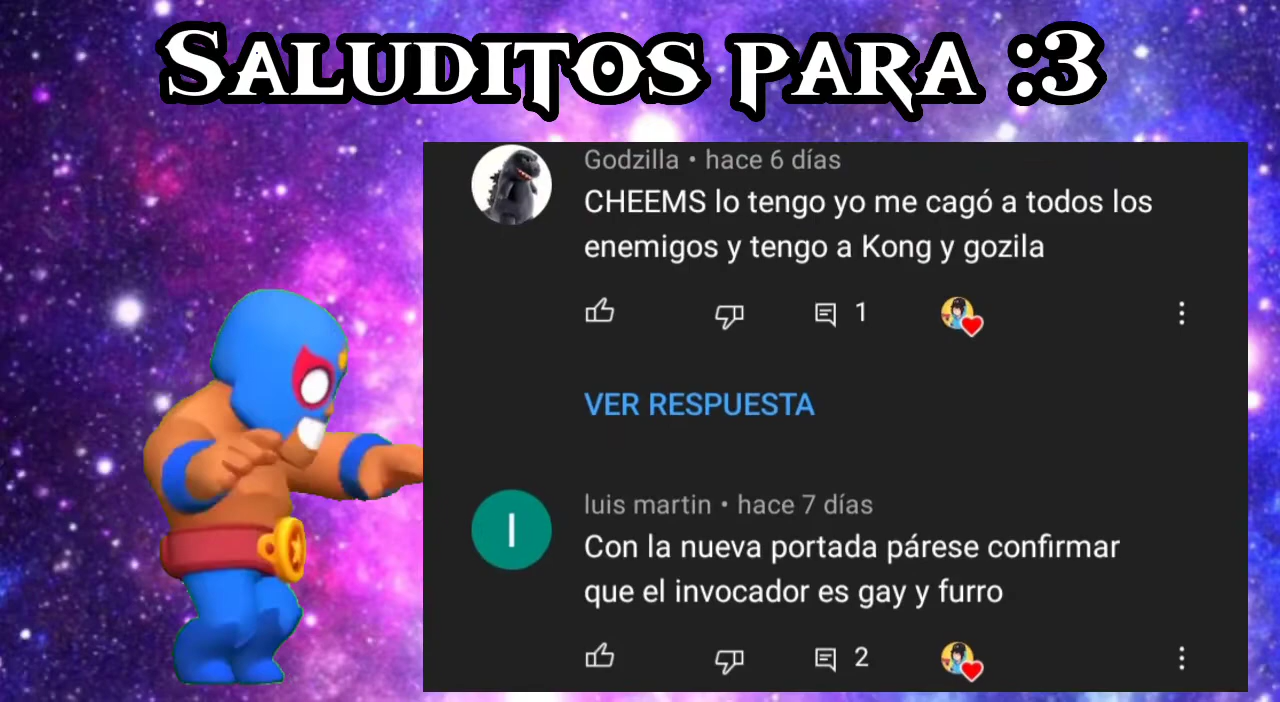 SALUDITOS PARA :3
Godzilla • hace 6 días
CHEEMS lo tengo yo me cagó a todos los
enemigos y tengo a Kong y gozila
1
VER RESPUESTA
l
luis martin • hace 7 días
Con la nueva portada párese confirmar
que el invocador es gay y furro
2